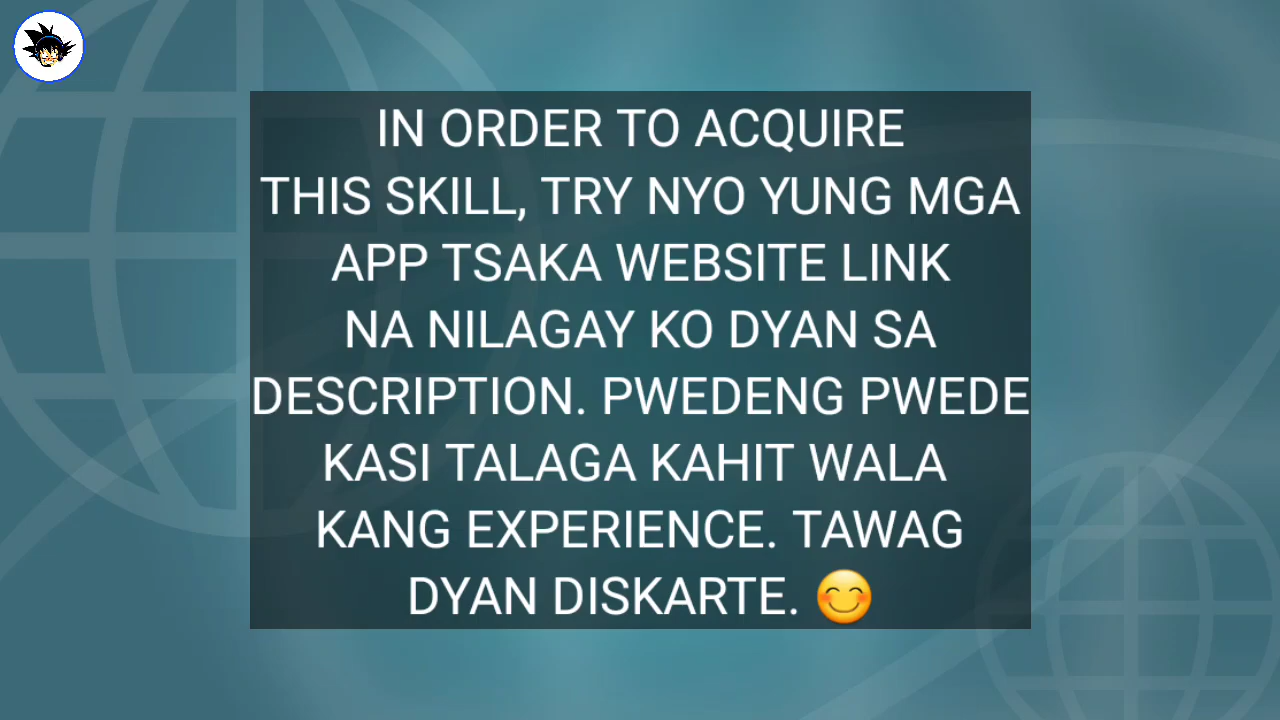 IN ORDER TO ACQUIRE
THIS SKILL, TRY NYO YUNG MGA
APP TSAKA WEBSITE LINK
NA NILAGAY KO DYAN SA
DESCRIPTION. PWEDENG PWEDE
KASI TALAGA KAHIT WALA
KANG EXPERIENCE. TAWAG
DYAN DISKARTE. 😊